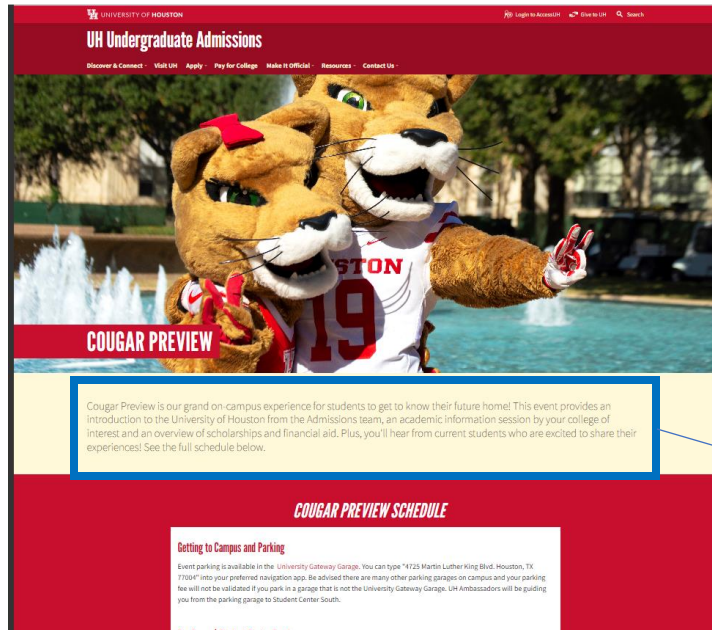 UNIVERSITY OF HOUSTON
Login to AccessUH Give to UH Search
UH Undergraduate Admissions
Discover & Connect Visit UH Apply Pay for College Make It Official Resources Contact Us
STON
19
COUGAR PREVIEW
Cougar Preview is our grand on-campus experience for students to get to know their future home! This event provides an
introduction to the University of Houston from the Admissions team, an academic information session by your college of
interest and an overview of scholarships and financial aid. Plus, you'll hear from current students who are excited to share their
experiences! See the full schedule below.
COUGAR PREVIEW SCHEDULE
Getting to Campus and Parking
Event parking is available in the University Gateway Garage. You can type "4725 Martin Luther King Blvd. Houston, TX
77004" into your preferred navigation app. Be advised there are many other parking garages on campus and your parking
fee will not be validated if you park in a garage that is not the University Gateway Garage. UH Ambassadors will be guiding
you from the parking garage to Student Center South.